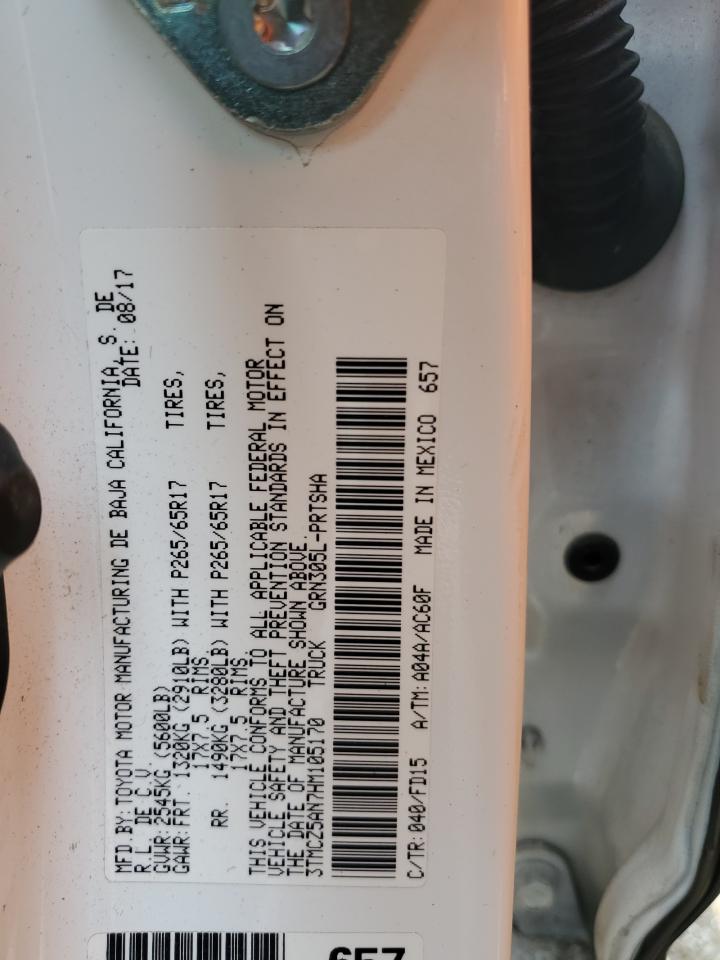 MFD.BY:TOYOTA MOTOR MANUFACTURING DE BAJA CALIFORNIA, S. DE
R.L. DE C.V. DATE: 08/17
GVWR:2545KG (5600LB)
GAWR:FRT. 1320KG (2910LB) WITH P265/65R17 TIRES,
17X7.5 RIMS
RR. 1490KG (3280LB) WITH P265/65R17 TIRES,
17X7.5 RIMS
THIS VEHICLE CONFORMS TO ALL APPLICABLE FEDERAL MOTOR
VEHICLE SAFETY AND THEFT PREVENTION STANDARDS IN EFFECT ON
THE DATE OF MANUFACTURE SHOWN ABOVE.
3TMCZ5AN7HM105170 TRUCK GRN305L-PRTSHA
C/TR:040/FD15 A/TM:A04A/AC60F MADE IN MEXICO 657
657